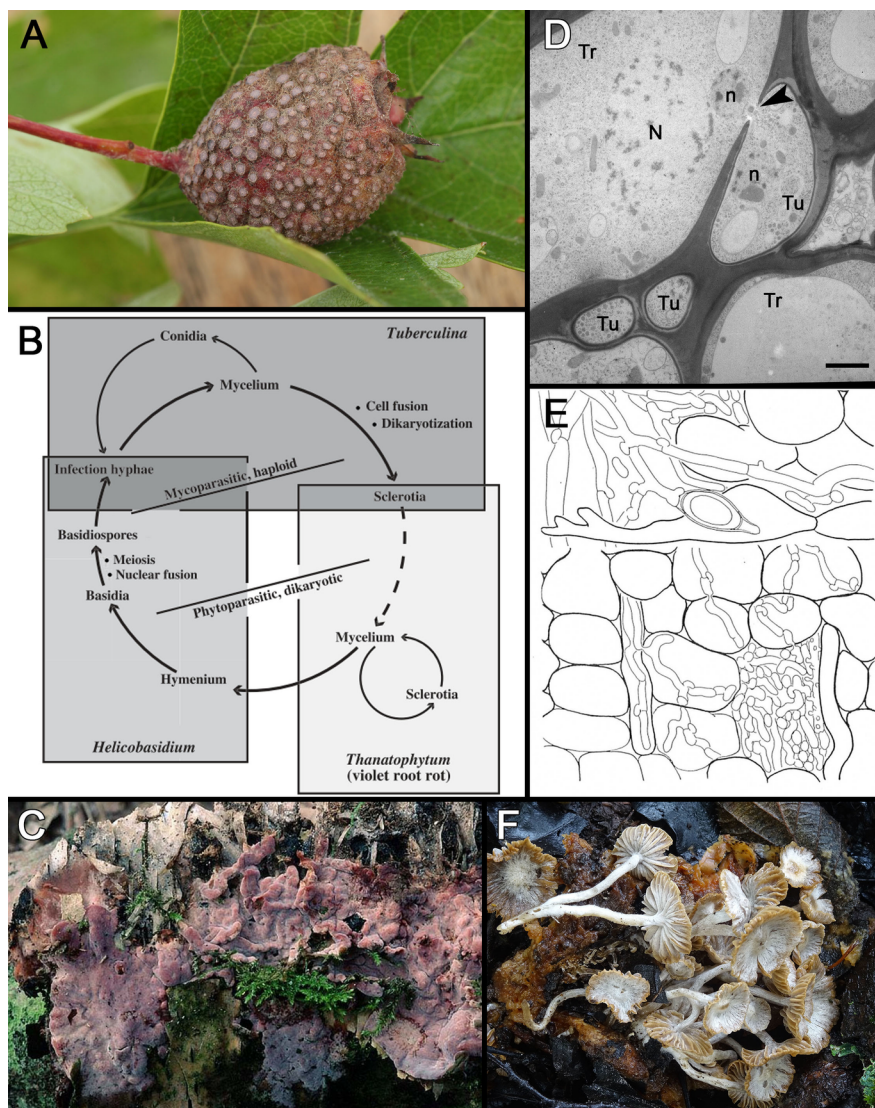 A
B
Conidia
Tuberculina
Mycelium
• Cell fusion
• Dikaryotization
Infection hyphae
Mycoparasitic, haploid
Sclerotia
Basidiospores
• Meiosis
• Nuclear fusion
Basidia
Phytoparasitic, dikaryotic
Mycelium
Hymenium
Sclerotia
Helicobasidium
Thanatophytum
(violet root rot)
C
D
Tr
n
N
n
Tu
Tu
Tr
Tu
E
F